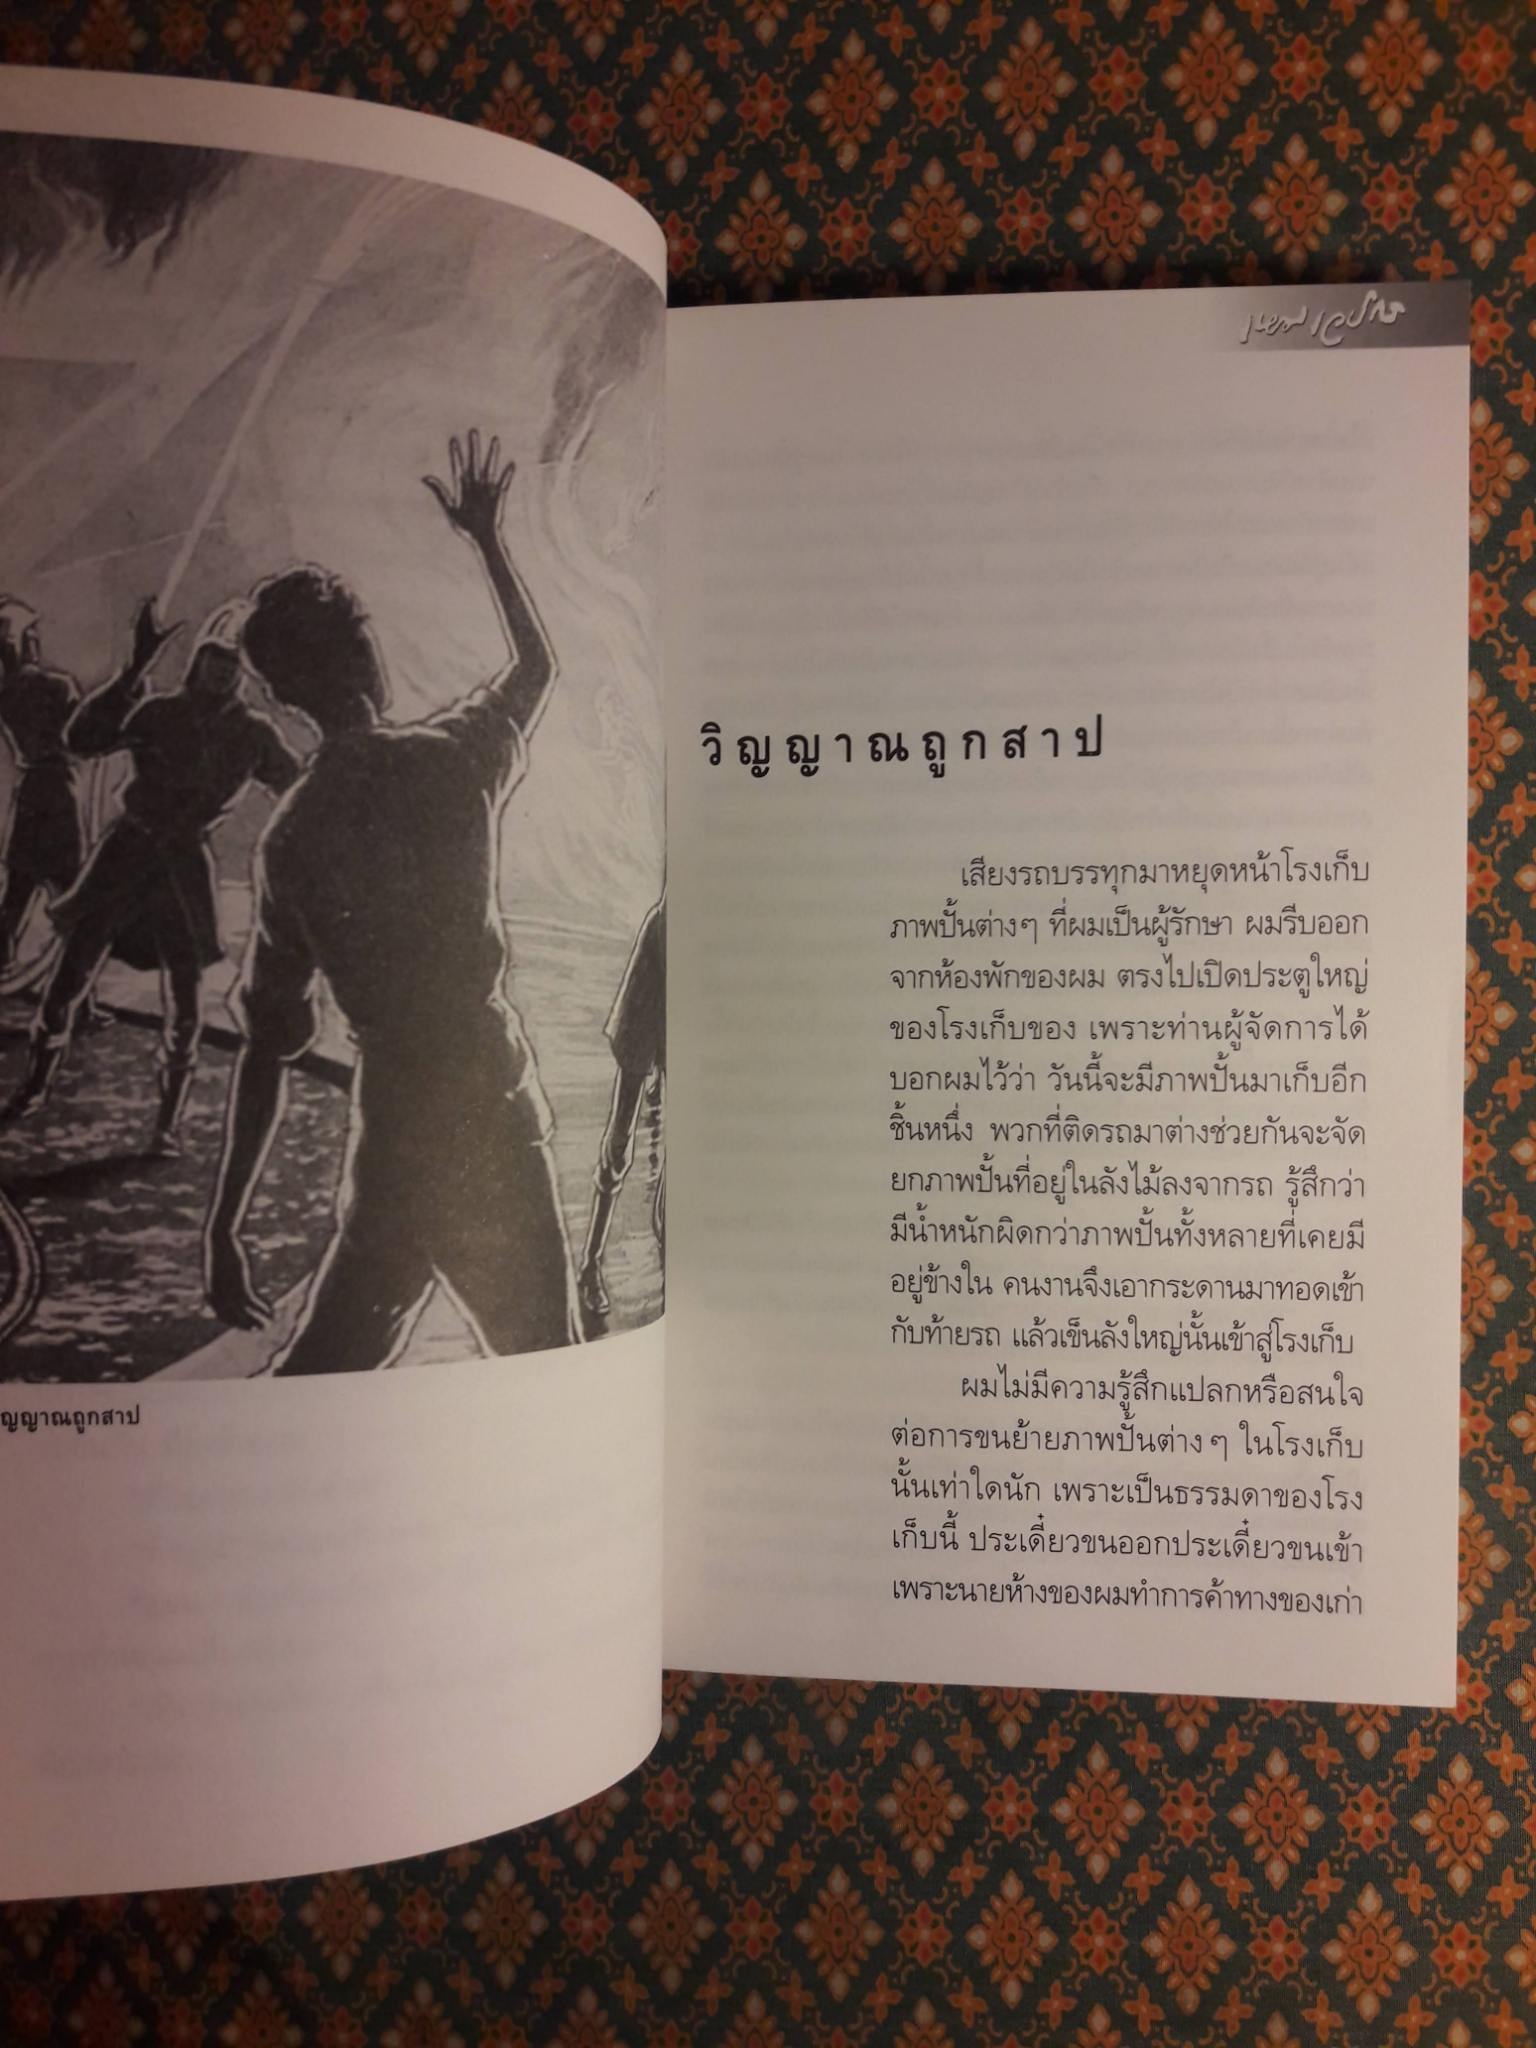 ญญาณถูกสาป
เหม เวชกร
วิญญาณถูกสาป
เสียงรถบรรทุกมาหยุดหน้าโรงเก็บ
ภาพปั้นต่างๆ ที่ผมเป็นผู้รักษา ผมรีบออก
จากห้องพักของผม ตรงไปเปิดประตูใหญ่
ของโรงเก็บของ เพราะท่านผู้จัดการได้
บอกผมไว้ว่า วันนี้จะมีภาพปั้นมาเก็บอีก
ชิ้นหนึ่ง พวกที่ติดรถมาต่างช่วยกันจะจัด
ยกภาพปั้นที่อยู่ในลังไม้ลงจากรถ รู้สึกว่า
มีน้ำหนักผิดกว่าภาพปั้นทั้งหลายที่เคยมี
อยู่ข้างใน คนงานจึงเอากระดานมาทอดเข้า
กับท้ายรถ แล้วเข็นลังใหญ่นั้นเข้าสู่โรงเก็บ
ผมไม่มีความรู้สึกแปลกหรือสนใจ
ต่อการขนย้ายภาพปั้นต่างๆ ในโรงเก็บ
นั้นเท่าใดนัก เพราะเป็นธรรมดาของโรง
เก็บนี้ ประเดี๋ยวขนออกประเดี๋ยวขนเข้า
เพราะนายห้างของผมทำการค้าทางของเก่า